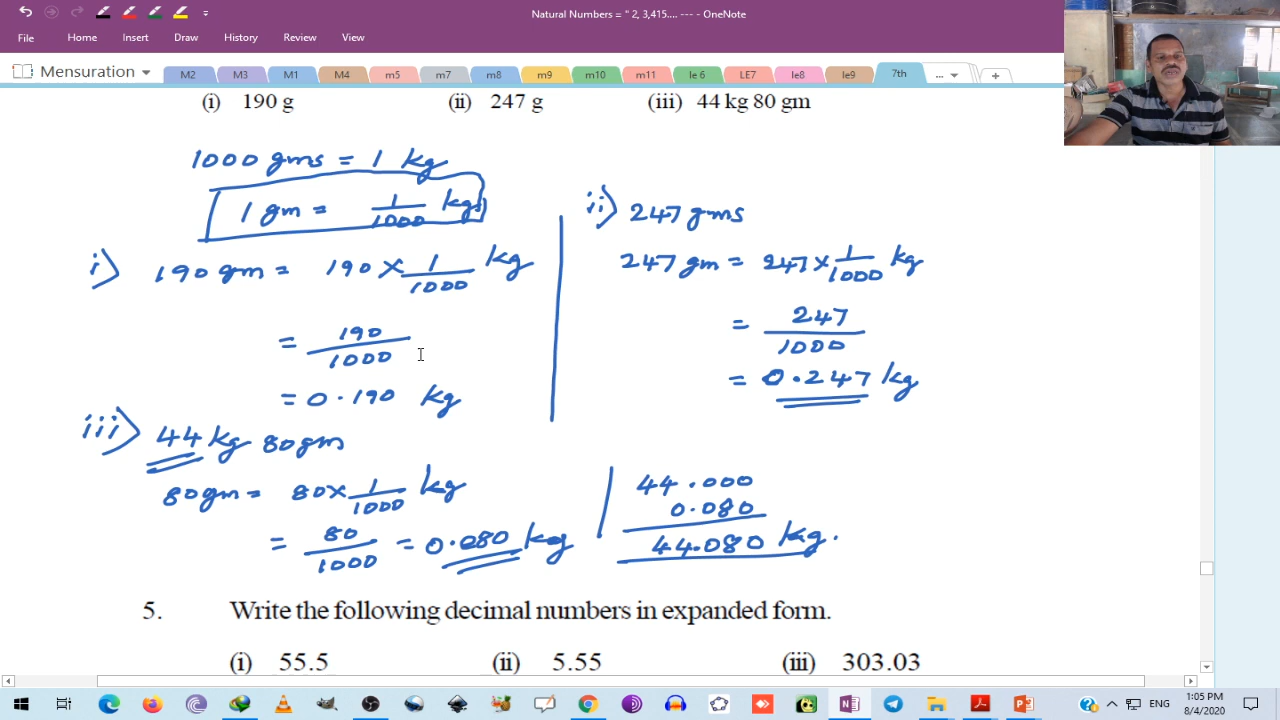 Natural Numbers = " 2, 3,415.... --- - OneNote
File Home Insert Draw History Review View
Mensuration M2 M3 M1 M4 m5 m7 m8 m9 m10 m11 le 6 LE7 le8 le9 7th ...
(i) 190 g (ii) 247 g (iii) 44 kg 80 gm
1000 gms = 1 kg
1 gm = 1/1000 kgs
i) 190 gm = 190 × 1/1000 kg
= 190/1000
= 0.190 kg
ii) 247 gms
247 gm = 247 × 1/1000 kg
= 247/1000
= 0.247 kg
iii) 44 kg 80 gm
80 gm = 80 × 1/1000 kg
= 80/1000 = 0.080 kg
44.000
0.080
44.080 kg.
5. Write the following decimal numbers in expanded form.
(i) 55.5 (ii) 5.55 (iii) 303.03
ENG 1:05 PM
8/4/2020